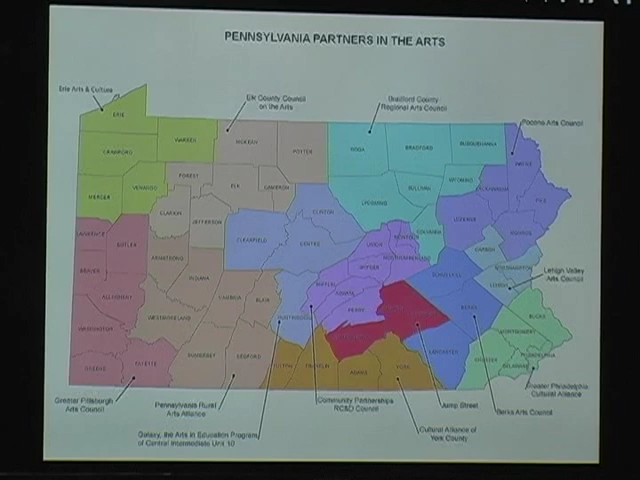 PENNSYLVANIA PARTNERS IN THE ARTS
Erie Arts & Culture
Elk County Council
on the Arts
Bradford County
Regional Arts Council
Pocono Arts Council
ERIE
CRAWFORD
WARREN
MCKEAN
POTTER
TIOGA
BRADFORD
SUSQUEHANNA
WAYNE
MERCER
VENANGO
FOREST
ELK
CAMERON
LYCOMING
SULLIVAN
WYOMING
LACKAWANNA
PIKE
CLARION
JEFFERSON
CLINTON
LUZERNE
MONROE
LAWRENCE
BUTLER
CLEARFIELD
CENTRE
UNION
MONTOUR
COLUMBIA
CARBON
BEAVER
ARMSTRONG
INDIANA
SNYDER
NORTHUMBERLAND
SCHUYLKILL
NORTHAMPTON
LEHIGH
Lehigh Valley
Arts Council
ALLEGHENY
CAMBRIA
BLAIR
HUNTINGDON
MIFFLIN
JUNIATA
PERRY
BERKS
BUCKS
WASHINGTON
WESTMORELAND
MONTGOMERY
GREENE
FAYETTE
SOMERSET
BEDFORD
FULTON
FRANKLIN
ADAMS
YORK
LANCASTER
CHESTER
DELAWARE
PHILADELPHIA
Greater Philadelphia
Cultural Alliance
Greater Pittsburgh
Arts Council
Pennsylvania Rural
Arts Alliance
Community Partnerships
RC&D Council
Jump Street
Berks Arts Council
Galaxy, the Arts in Education Program
of Central Intermediate Unit 10
Cultural Alliance of
York County